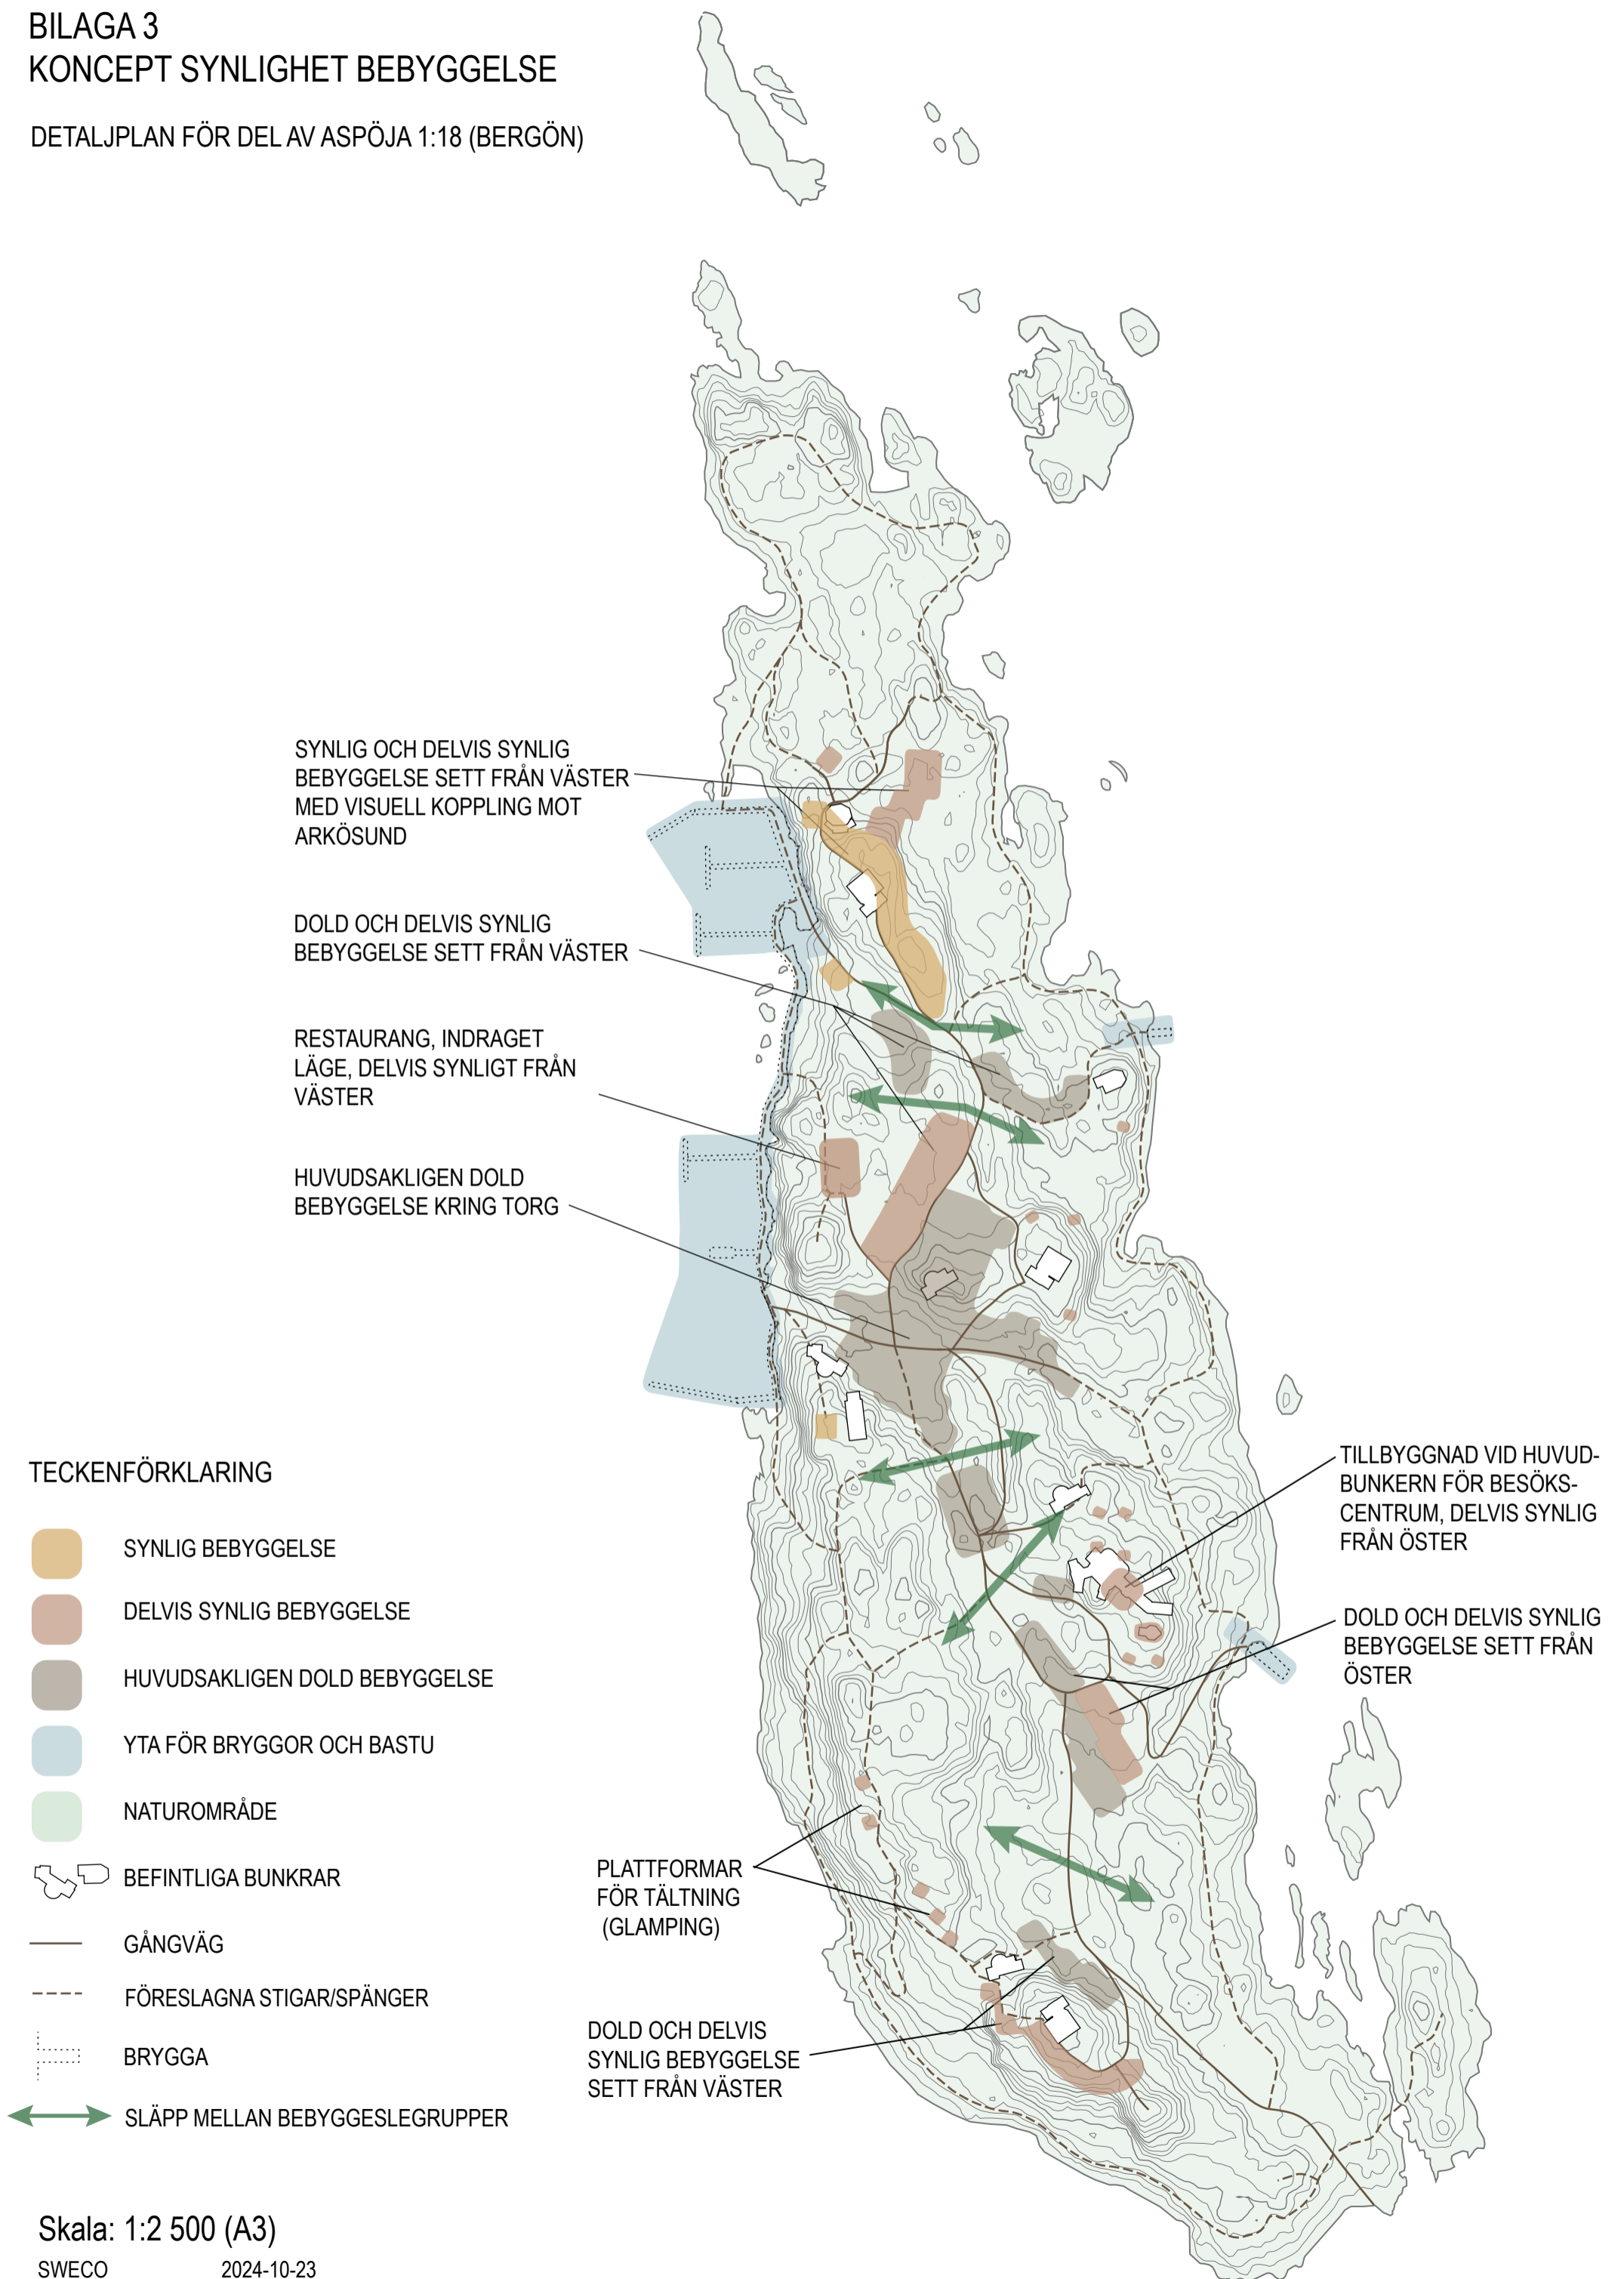 BILAGA 3
KONCEPT SYNLIGHET BEBYGGELSE
DETALJPLAN FÖR DEL AV ASPÖJA 1:18 (BERGÖN)
SYNLIG OCH DELVIS SYNLIG
BEBYGGELSE SETT FRÅN VÄSTER
MED VISUELL KOPPLING MOT
ARKÖSUND
DOLD OCH DELVIS SYNLIG
BEBYGGELSE SETT FRÅN VÄSTER
RESTAURANG, INDRAGET
LÄGE, DELVIS SYNLIGT FRÅN
VÄSTER
HUVUDSAKLIGEN DOLD
BEBYGGELSE KRING TORG
TILLBYGGNAD VID HUVUD-
BUNKERN FÖR BESÖKS-
CENTRUM, DELVIS SYNLIG
FRÅN ÖSTER
DOLD OCH DELVIS SYNLIG
BEBYGGELSE SETT FRÅN
ÖSTER
PLATTFORMAR
FÖR TÄLTNING
(GLAMPING)
DOLD OCH DELVIS
SYNLIG BEBYGGELSE
SETT FRÅN VÄSTER
TECKENFÖRKLARING
SYNLIG BEBYGGELSE
DELVIS SYNLIG BEBYGGELSE
HUVUDSAKLIGEN DOLD BEBYGGELSE
YTA FÖR BRYGGOR OCH BASTU
NATUROMRÅDE
BEFINTLIGA BUNKRAR
GÅNGVÄG
FÖRESLAGNA STIGAR/SPÄNGER
BRYGGA
SLÄPP MELLAN BEBYGGESLEGRUPPER
Skala: 1:2 500 (A3)
SWECO 2024-10-23